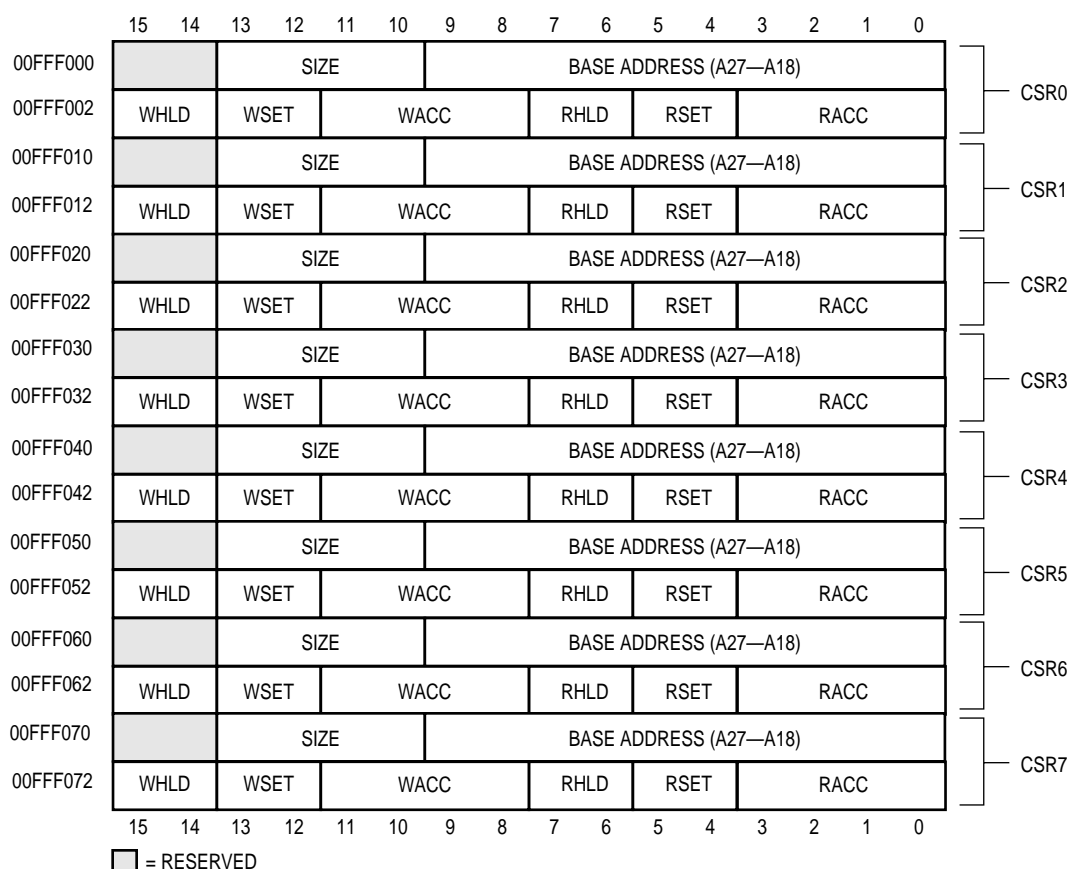 15 14 13 12 11 10 9 8 7 6 5 4 3 2 1 0
00FFF000 SIZE BASE ADDRESS (A27—A18)
CSR0
00FFF002 WHLD WSET WACC RHLD RSET RACC
00FFF010 SIZE BASE ADDRESS (A27—A18)
CSR1
00FFF012 WHLD WSET WACC RHLD RSET RACC
00FFF020 SIZE BASE ADDRESS (A27—A18)
CSR2
00FFF022 WHLD WSET WACC RHLD RSET RACC
00FFF030 SIZE BASE ADDRESS (A27—A18)
CSR3
00FFF032 WHLD WSET WACC RHLD RSET RACC
00FFF040 SIZE BASE ADDRESS (A27—A18)
CSR4
00FFF042 WHLD WSET WACC RHLD RSET RACC
00FFF050 SIZE BASE ADDRESS (A27—A18)
CSR5
00FFF052 WHLD WSET WACC RHLD RSET RACC
00FFF060 SIZE BASE ADDRESS (A27—A18)
CSR6
00FFF062 WHLD WSET WACC RHLD RSET RACC
00FFF070 SIZE BASE ADDRESS (A27—A18)
CSR7
00FFF072 WHLD WSET WACC RHLD RSET RACC
15 14 13 12 11 10 9 8 7 6 5 4 3 2 1 0
= RESERVED